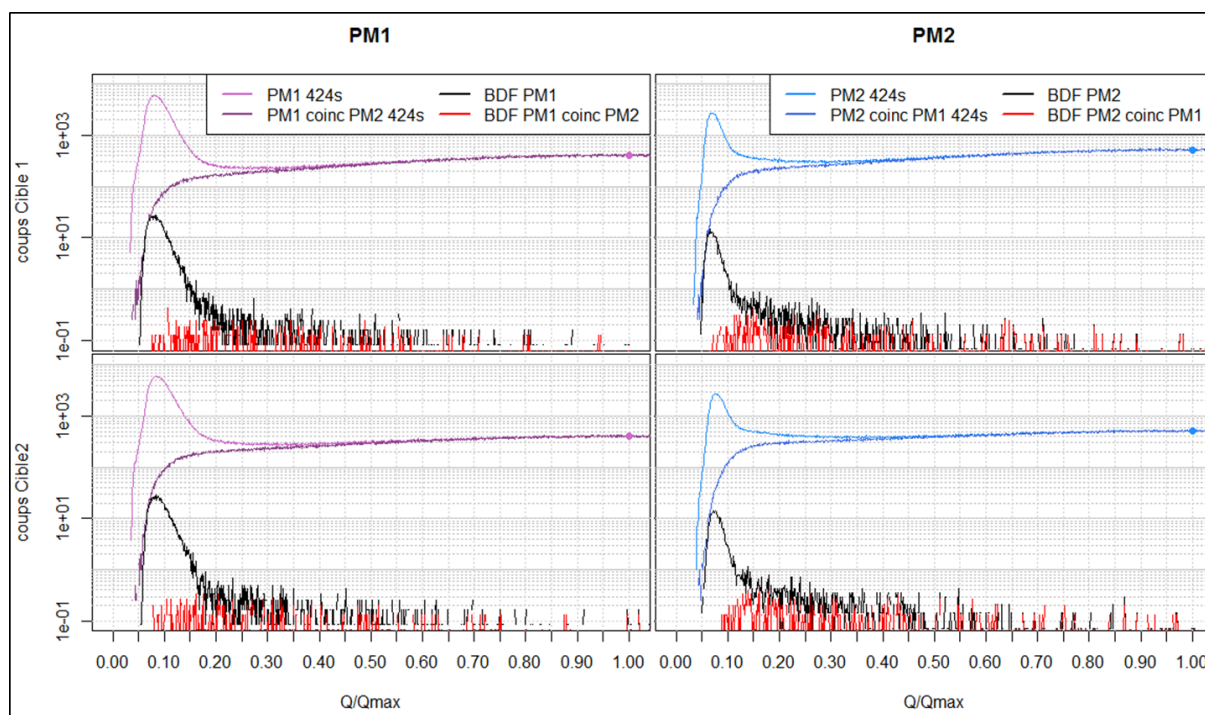 PM1 PM2
PM1 424s BDF PM1
PM1 coinc PM2 424s BDF PM1 coinc PM2
PM2 424s BDF PM2
PM2 coinc PM1 424s BDF PM2 coinc PM1
coups Cible 1
1e+03
1e+01
1e-01
coups Cible2
1e+03
1e+01
1e-01
0.00 0.10 0.20 0.30 0.40 0.50 0.60 0.70 0.80 0.90 1.00
0.00 0.10 0.20 0.30 0.40 0.50 0.60 0.70 0.80 0.90 1.00
Q/Qmax Q/Qmax